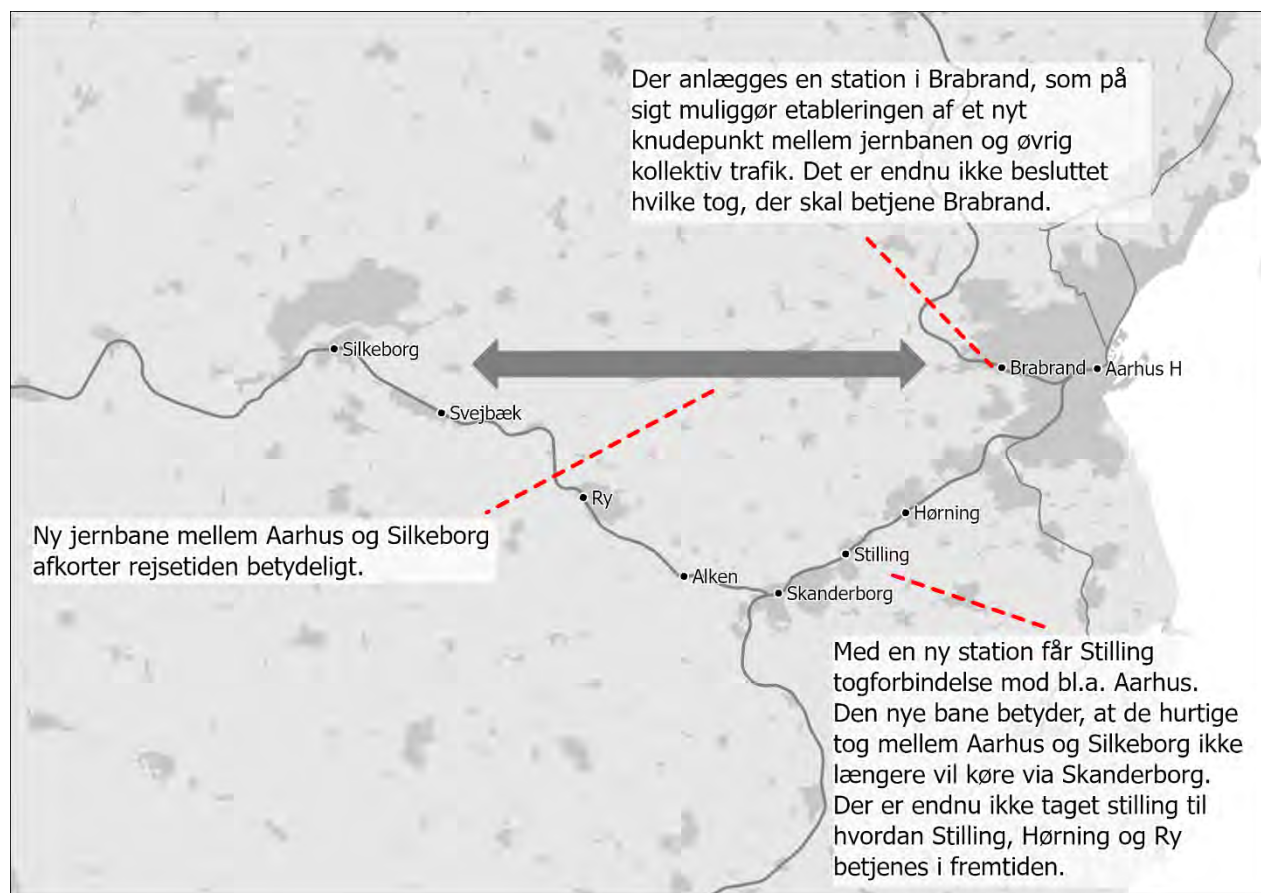 Der anlægges en station i Brabrand, som på
sigt muliggør etableringen af et nyt
knudepunkt mellem jernbanen og øvrig
kollektiv trafik. Det er endnu ikke besluttet
hvilke tog, der skal betjene Brabrand.
Silkeborg
Brabrand
Aarhus H
Svejbæk
Ry
Hørning
Ny jernbane mellem Aarhus og Silkeborg
afkorter rejsetiden betydeligt.
Stilling
Alken
Skanderborg
Med en ny station får Stilling
togforbindelse mod bl.a. Aarhus.
Den nye bane betyder, at de hurtige
tog mellem Aarhus og Silkeborg ikke
længere vil køre via Skanderborg.
Der er endnu ikke taget stilling til
hvordan Stilling, Hørning og Ry
betjenes i fremtiden.